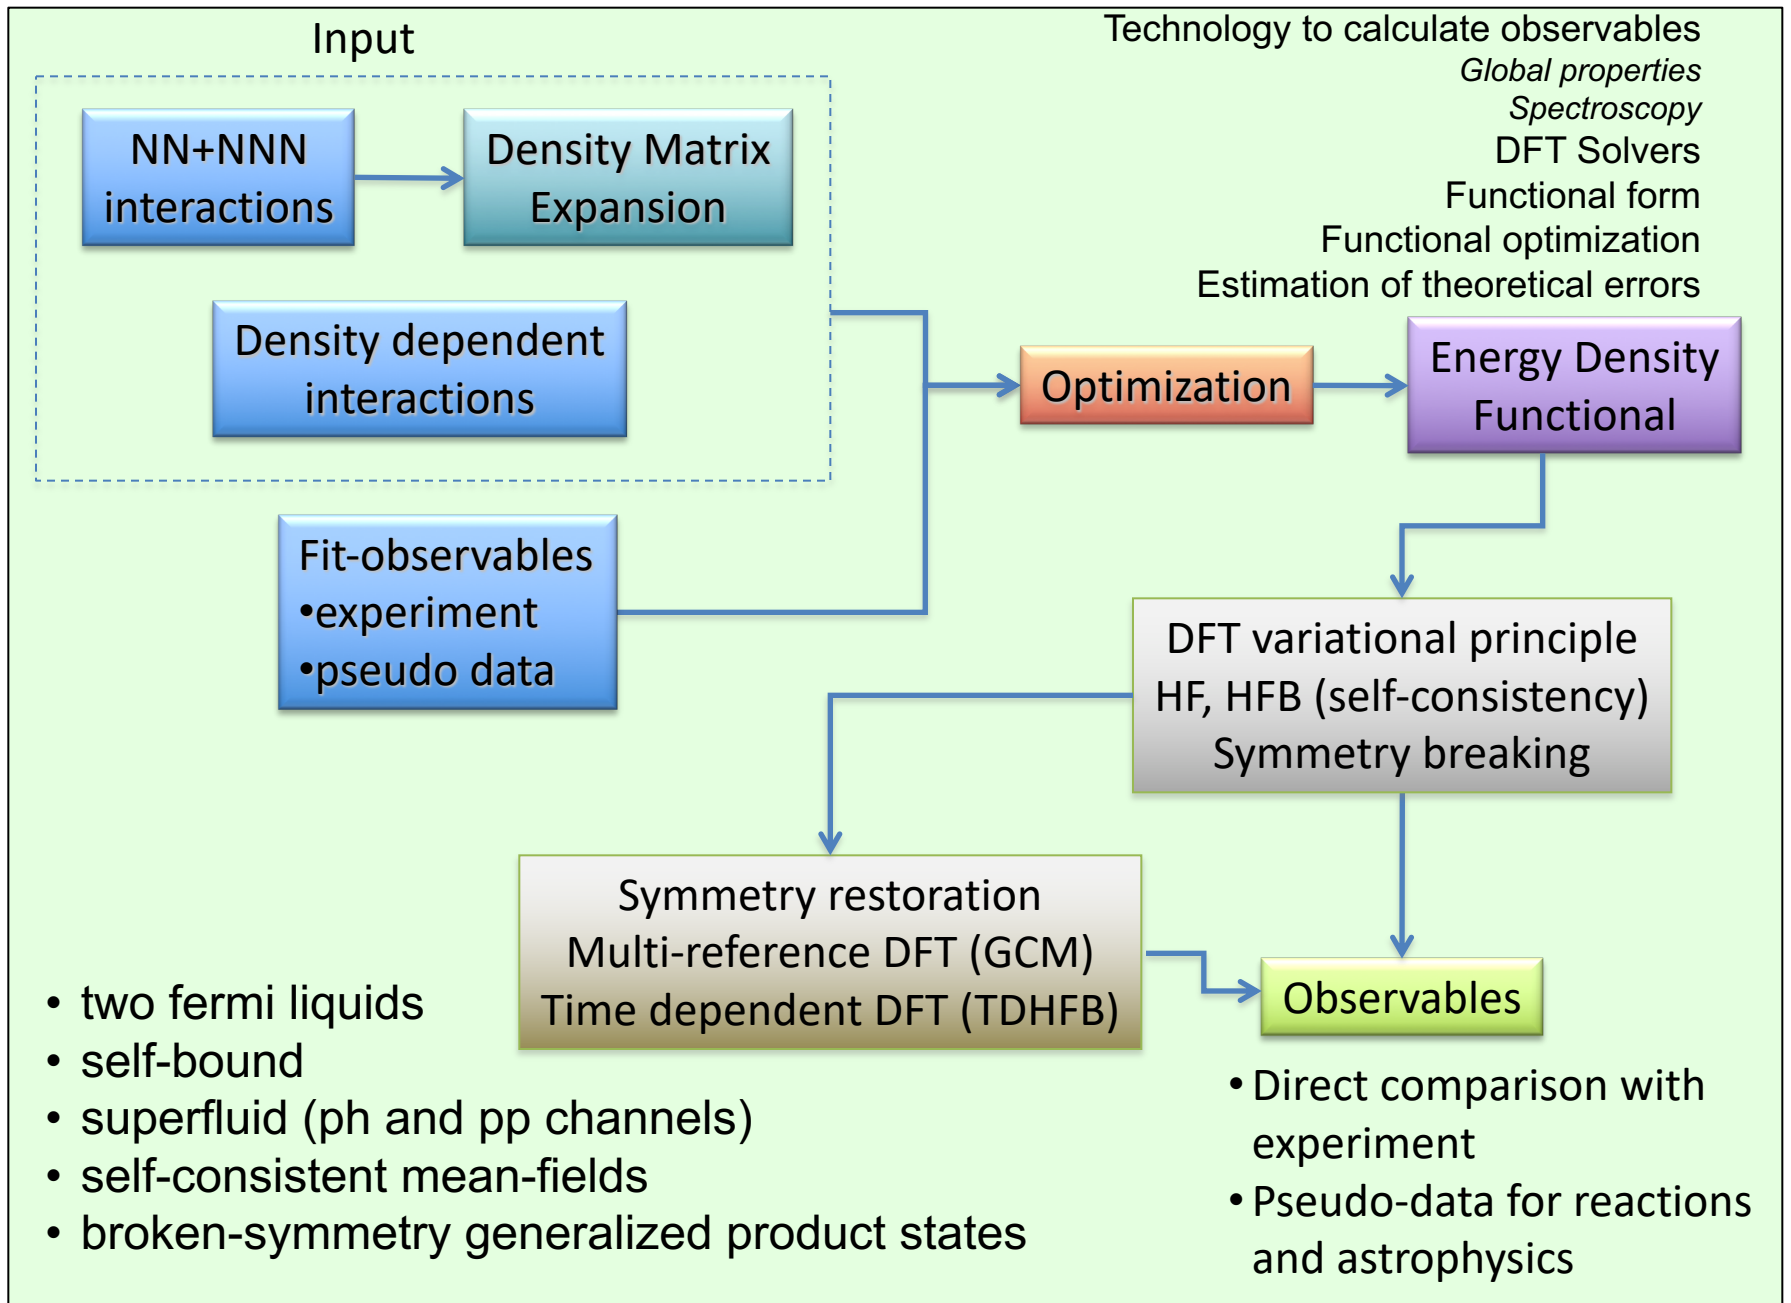 Input
Technology to calculate observables
Global properties
Spectroscopy
DFT Solvers
Functional form
Functional optimization
Estimation of theoretical errors
NN+NNN
interactions
Density Matrix
Expansion
Density dependent
interactions
Optimization
Energy Density
Functional
Fit-observables
•experiment
•pseudo data
DFT variational principle
HF, HFB (self-consistency)
Symmetry breaking
Symmetry restoration
Multi-reference DFT (GCM)
Time dependent DFT (TDHFB)
Observables
• two fermi liquids
• self-bound
• superfluid (ph and pp channels)
• self-consistent mean-fields
• broken-symmetry generalized product states
• Direct comparison with
experiment
• Pseudo-data for reactions
and astrophysics